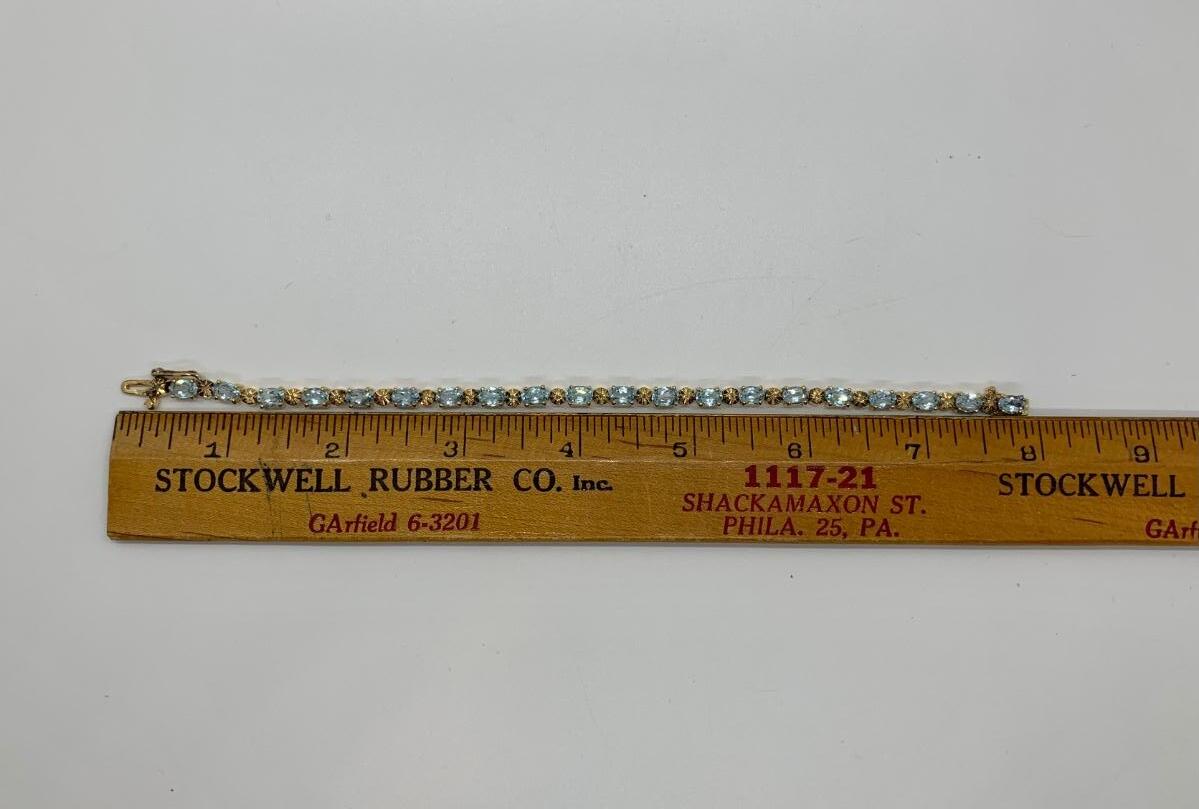 1 2 3 4 5 6 7 8 9
STOCKWELL RUBBER CO. Inc. 1117-21 STOCKWELL
SHACKAMAXON ST.
GArfield 6-3201 PHILA. 25, PA. GArf